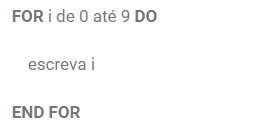 FOR i de 0 até 9 DO
escreva i
END FOR